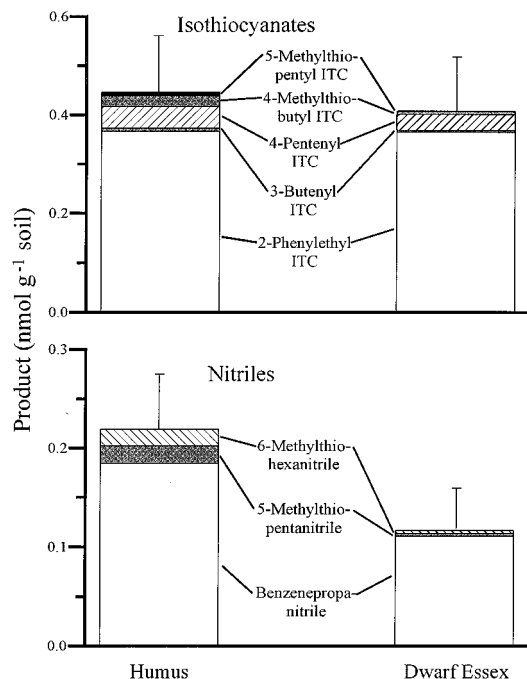 Isothiocyanates
0.6
5-Methylthio-
pentyl ITC
4-Methylthio-
butyl ITC
0.4
4-Pentenyl
ITC
3-Butenyl
ITC
0.2
2-Phenylethyl
ITC
0.0
Product (nmol g⁻¹ soil)
0.3
Nitriles
6-Methylthio-
hexanitrile
0.2
5-Methylthio-
pentanitrile
0.1
Benzenepropa-
nitrile
0.0
Humus
Dwarf Essex